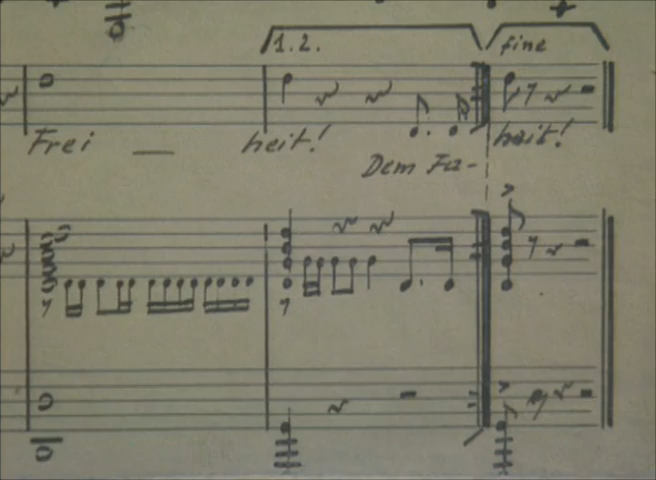 1.2. fine
Frei — heit! heit!
Dem Fa-